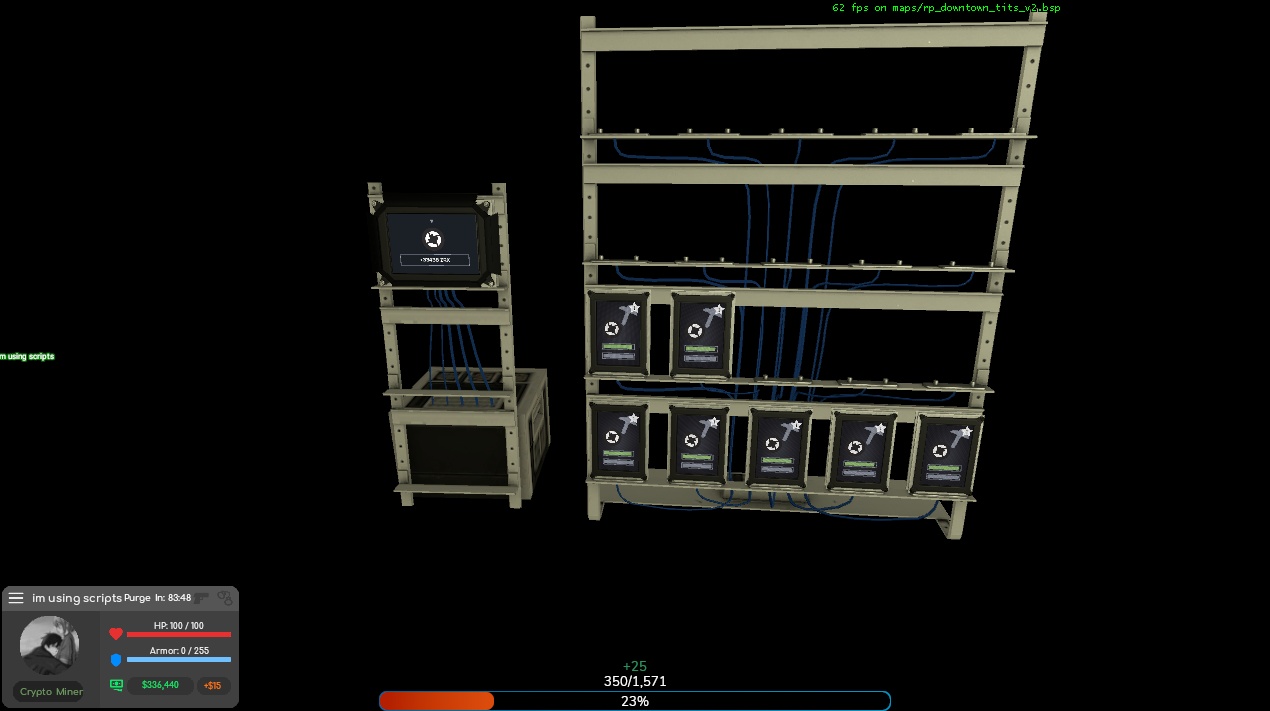 62 fps on maps/rp_downtown_tits_v2.bsp
m using scripts
im using scripts Purge In: 83:48
HP: 100 / 100
Armor: 0 / 255
$336,440 +$15
Crypto Miner
+25
350/1,571
23%